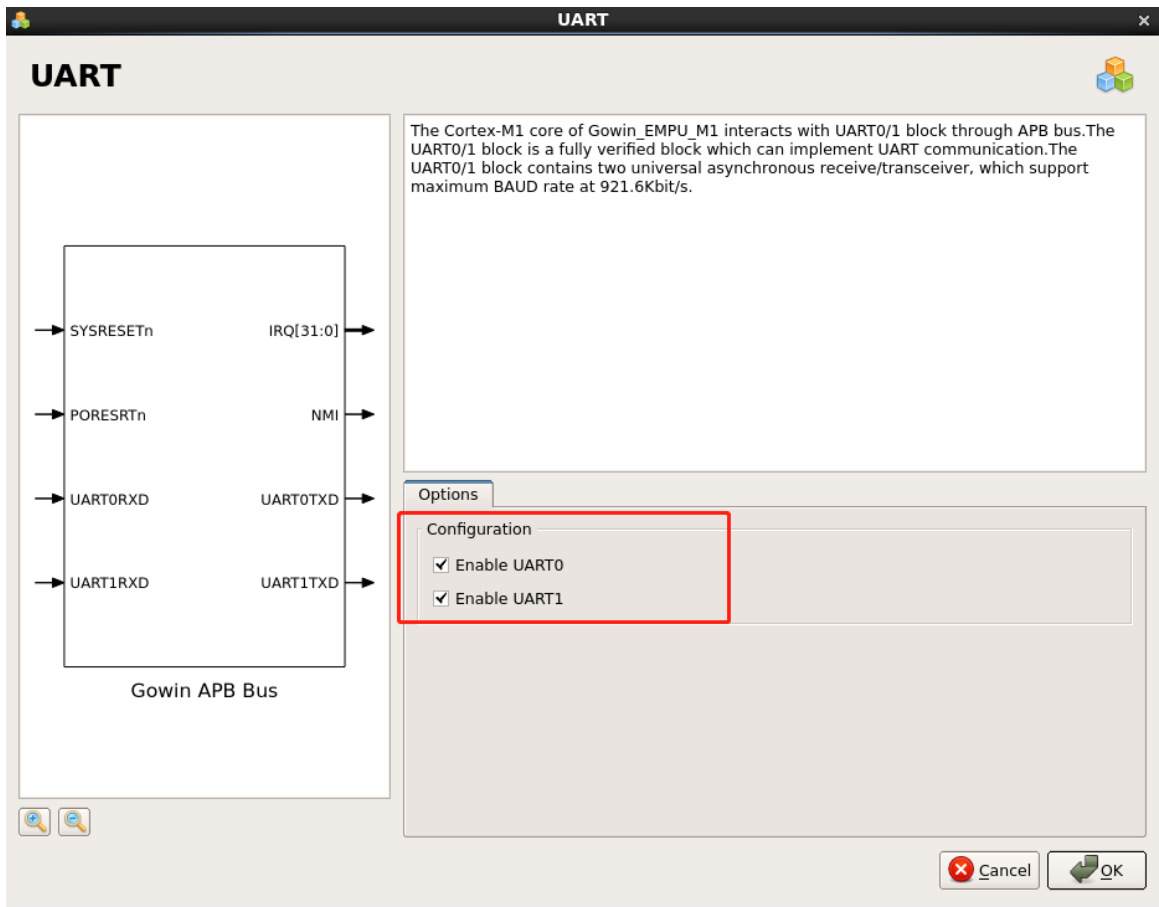 UART
UART
The Cortex-M1 core of Gowin_EMPU_M1 interacts with UART0/1 block through APB bus.The
UART0/1 block is a fully verified block which can implement UART communication.The
UART0/1 block contains two universal asynchronous receive/transceiver, which support
maximum BAUD rate at 921.6Kbit/s.
SYSRESETn IRQ[31:0]
PORESRTn NMI
UART0RXD UART0TXD
UART1RXD UART1TXD
Gowin APB Bus
Options
Configuration
Enable UART0
Enable UART1
Cancel OK